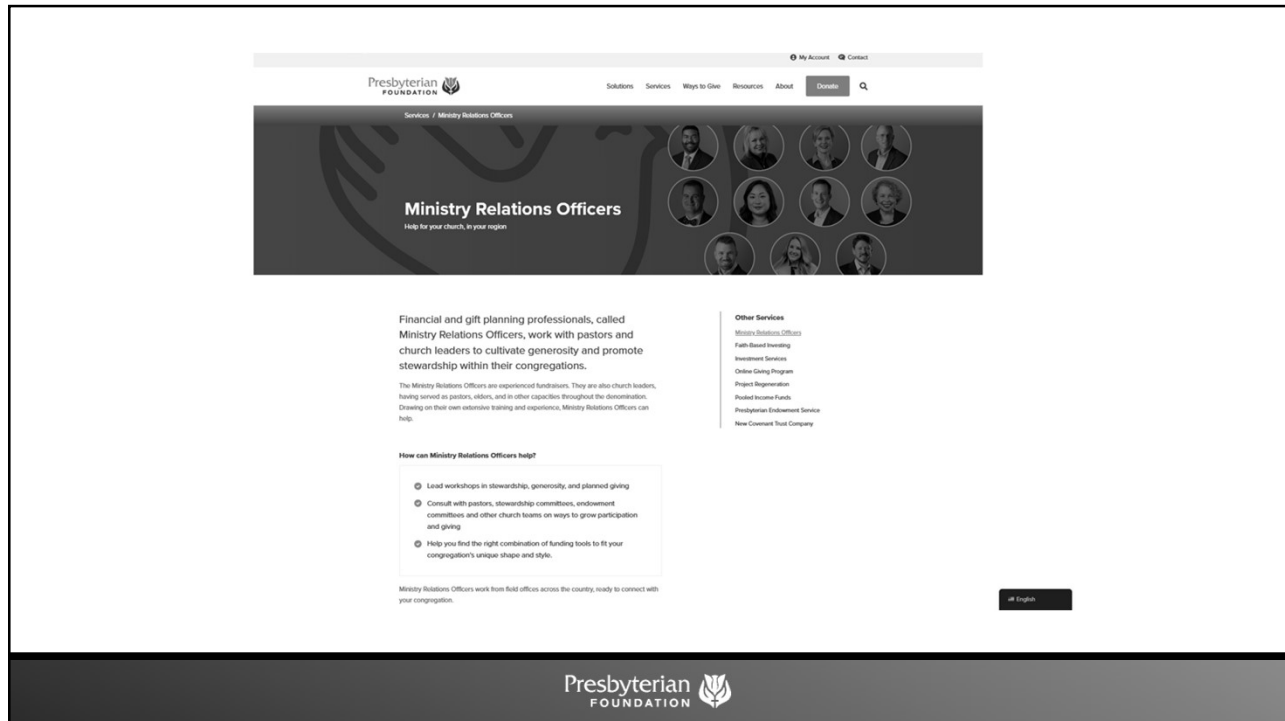 My Account Contact
Presbyterian
FOUNDATION
Solutions Services Ways to Give Resources About Donate
Services / Ministry Relations Officers
Ministry Relations Officers
Help for your church, in your region
Financial and gift planning professionals, called
Ministry Relations Officers, work with pastors and
church leaders to cultivate generosity and promote
stewardship within their congregations.
The Ministry Relations Officers are experienced fundraisers. They are also church leaders,
having served as pastors, elders, and in other capacities throughout the denomination.
Drawing on their own extensive training and experience, Ministry Relations Officers can
help.
How can Ministry Relations Officers help?
Lead workshops in stewardship, generosity, and planned giving
Consult with pastors, stewardship committees, endowment
committees and other church teams on ways to grow participation
and giving
Help you find the right combination of funding tools to fit your
congregation's unique shape and style.
Ministry Relations Officers work from field offices across the country, ready to connect with
your congregation.
Other Services
Ministry Relations Officers
Faith-Based Investing
Investment Services
Online Giving Program
Project Regeneration
Pooled Income Funds
Presbyterian Endowment Service
New Covenant Trust Company
English
Presbyterian
FOUNDATION